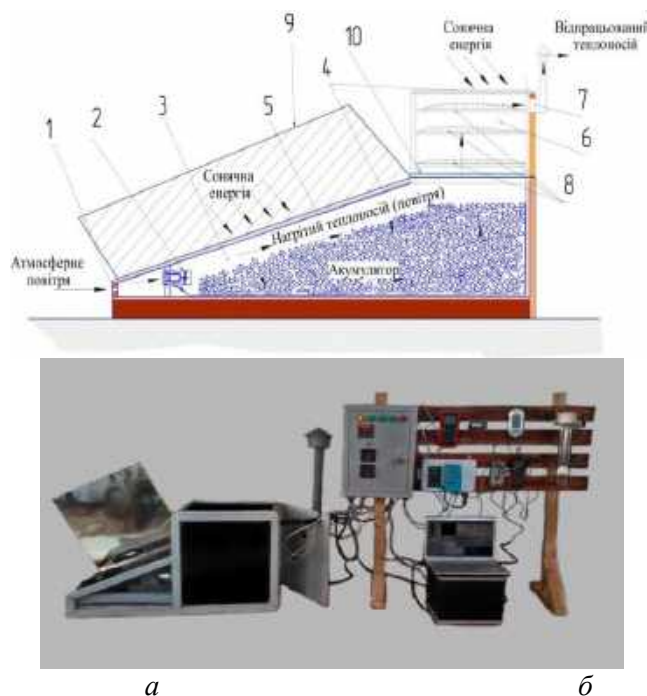 9
10
Сонячна
енергія
Відпрацьований
теплоносій
4
1
2
3
5
7
6
8
Сонячна
енергія
Нагрітий теплоносій (повітря)
Акумулятор
Атмосферне
повітря
а
б